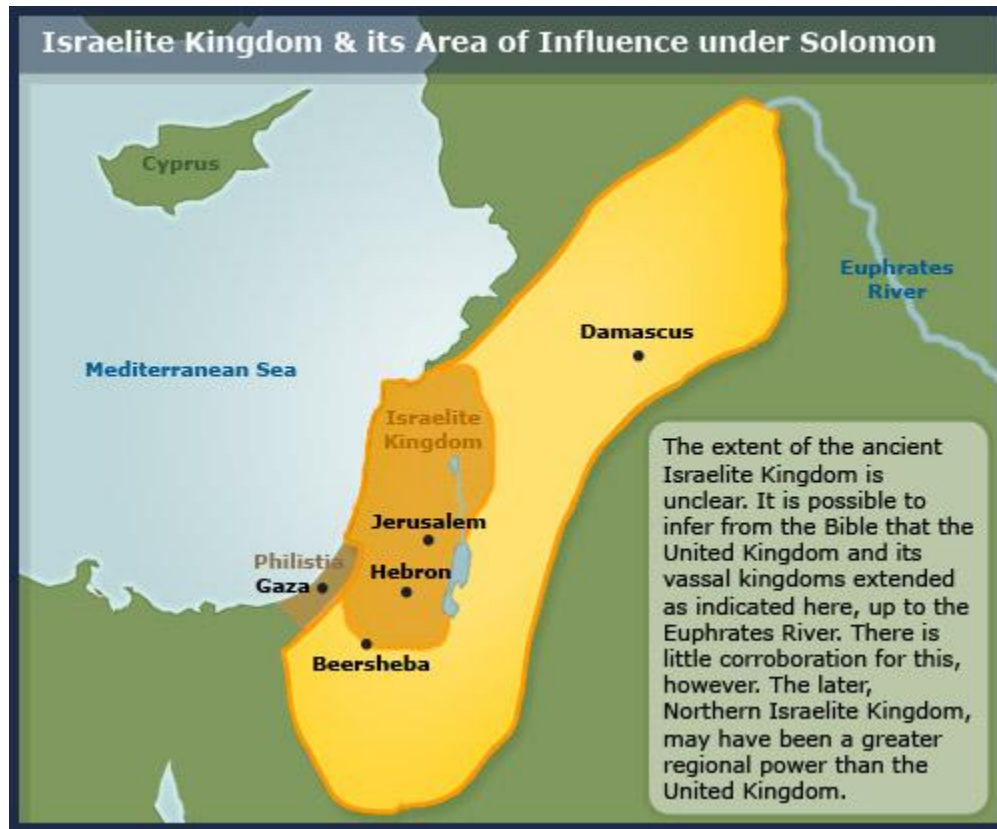 Israelite Kingdom & its Area of Influence under Solomon
Cyprus
Euphrates
River
Damascus
Mediterranean Sea
Israelite
Kingdom
Jerusalem
Philistia
Gaza
Hebron
Beersheba
The extent of the ancient
Israelite Kingdom is
unclear. It is possible to
infer from the Bible that the
United Kingdom and its
vassal kingdoms extended
as indicated here, up to the
Euphrates River. There is
little corroboration for this,
however. The later,
Northern Israelite Kingdom,
may have been a greater
regional power than the
United Kingdom.